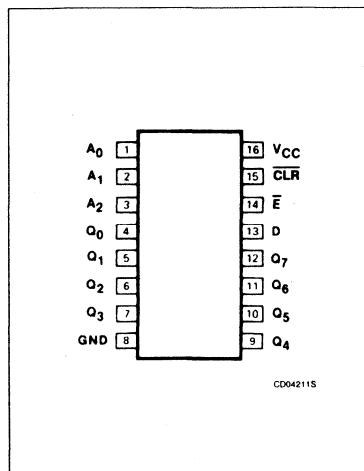 A0 1 16 VCC
A1 2 15 CLR
A2 3 14 E
Q0 4 13 D
Q1 5 12 Q7
Q2 6 11 Q6
Q3 7 10 Q5
GND 8 9 Q4
CD04211S